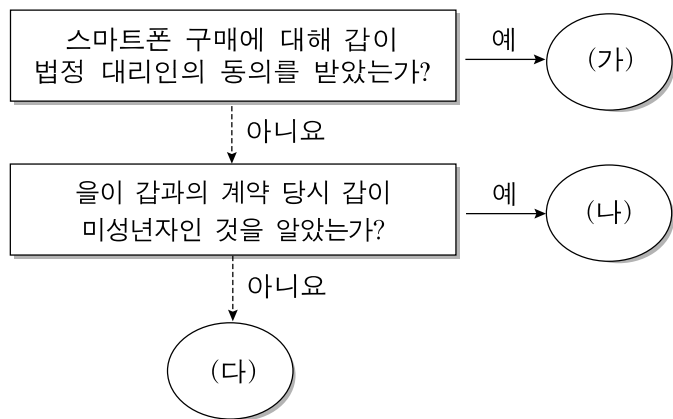 스마트폰 구매에 대해 갑이
법정 대리인의 동의를 받았는가?
예
(가)
아니요
을이 갑과의 계약 당시 갑이
미성년자인 것을 알았는가?
예
(나)
아니요
(다)